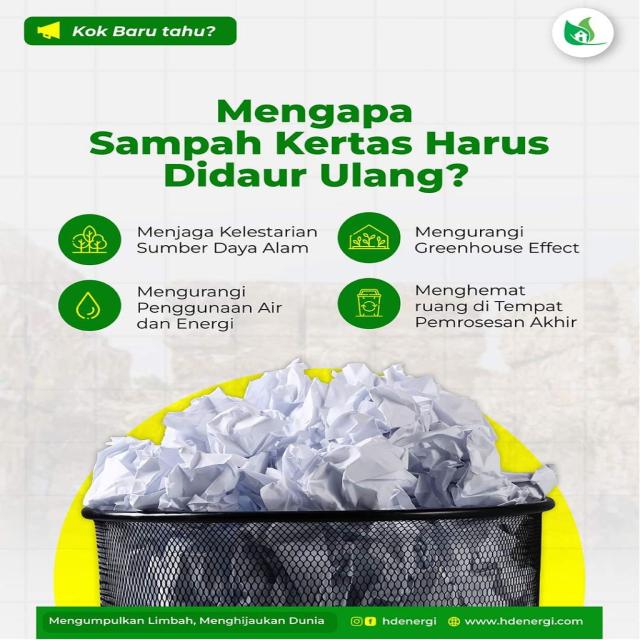 Kok Baru tahu?
Mengapa
Sampah Kertas Harus
Didaur Ulang?
Menjaga Kelestarian
Sumber Daya Alam
Mengurangi
Greenhouse Effect
Mengurangi
Penggunaan Air
dan Energi
Menghemat
ruang di Tempat
Pemrosesan Akhir
Mengumpulkan Limbah, Menghijaukan Dunia
hdenergi
www.hdenergi.com